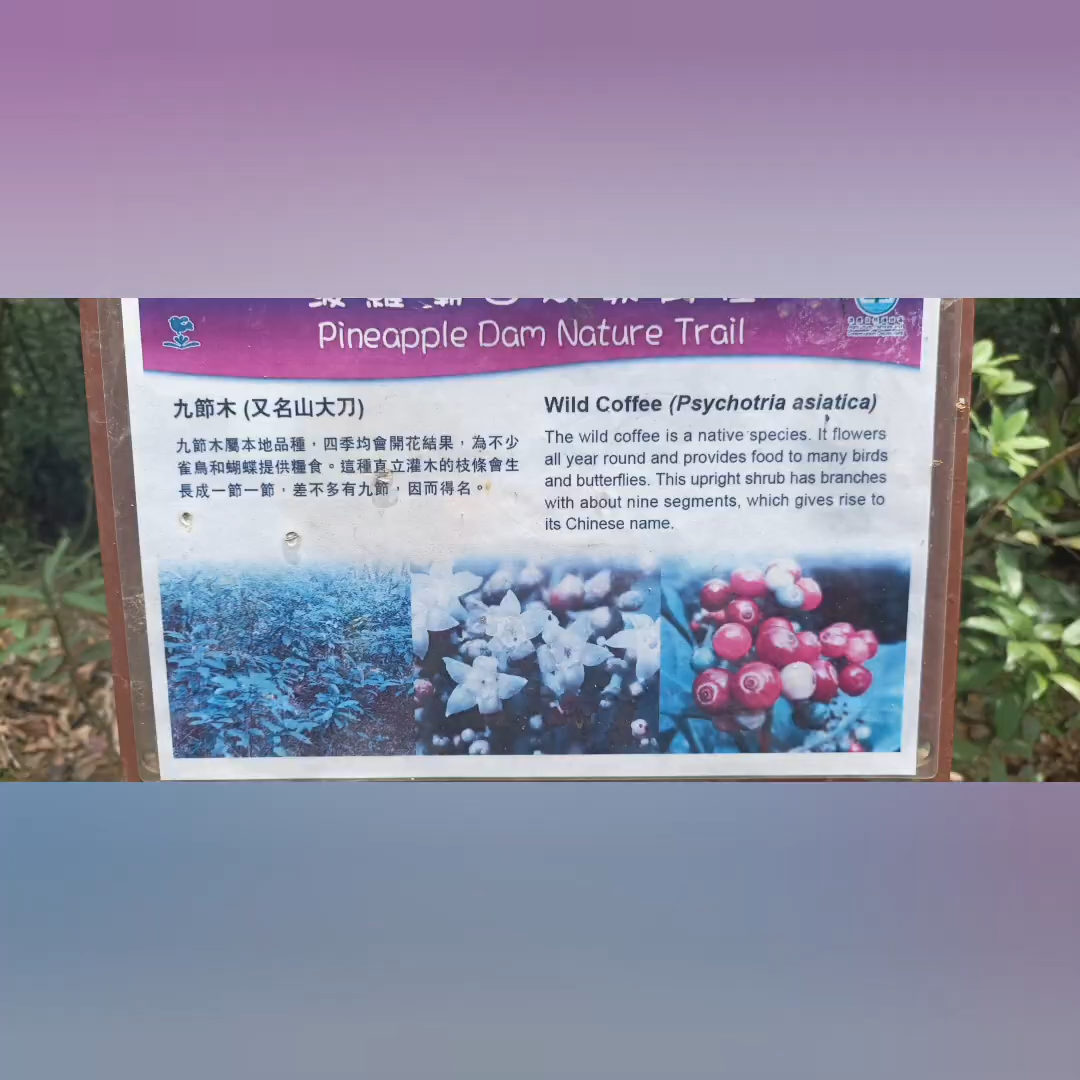 Pineapple Dam Nature Trail
九節木 (又名山大刀)
九節木屬本地品種，四季均會開花結果，為不少
雀鳥和蝴蝶提供糧食。這種直立灌木的枝條會生
長成一節一節，差不多有九節，因而得名。
Wild Coffee (Psychotria asiatica)
The wild coffee is a native species. It flowers
all year round and provides food to many birds
and butterflies. This upright shrub has branches
with about nine segments, which gives rise to
its Chinese name.